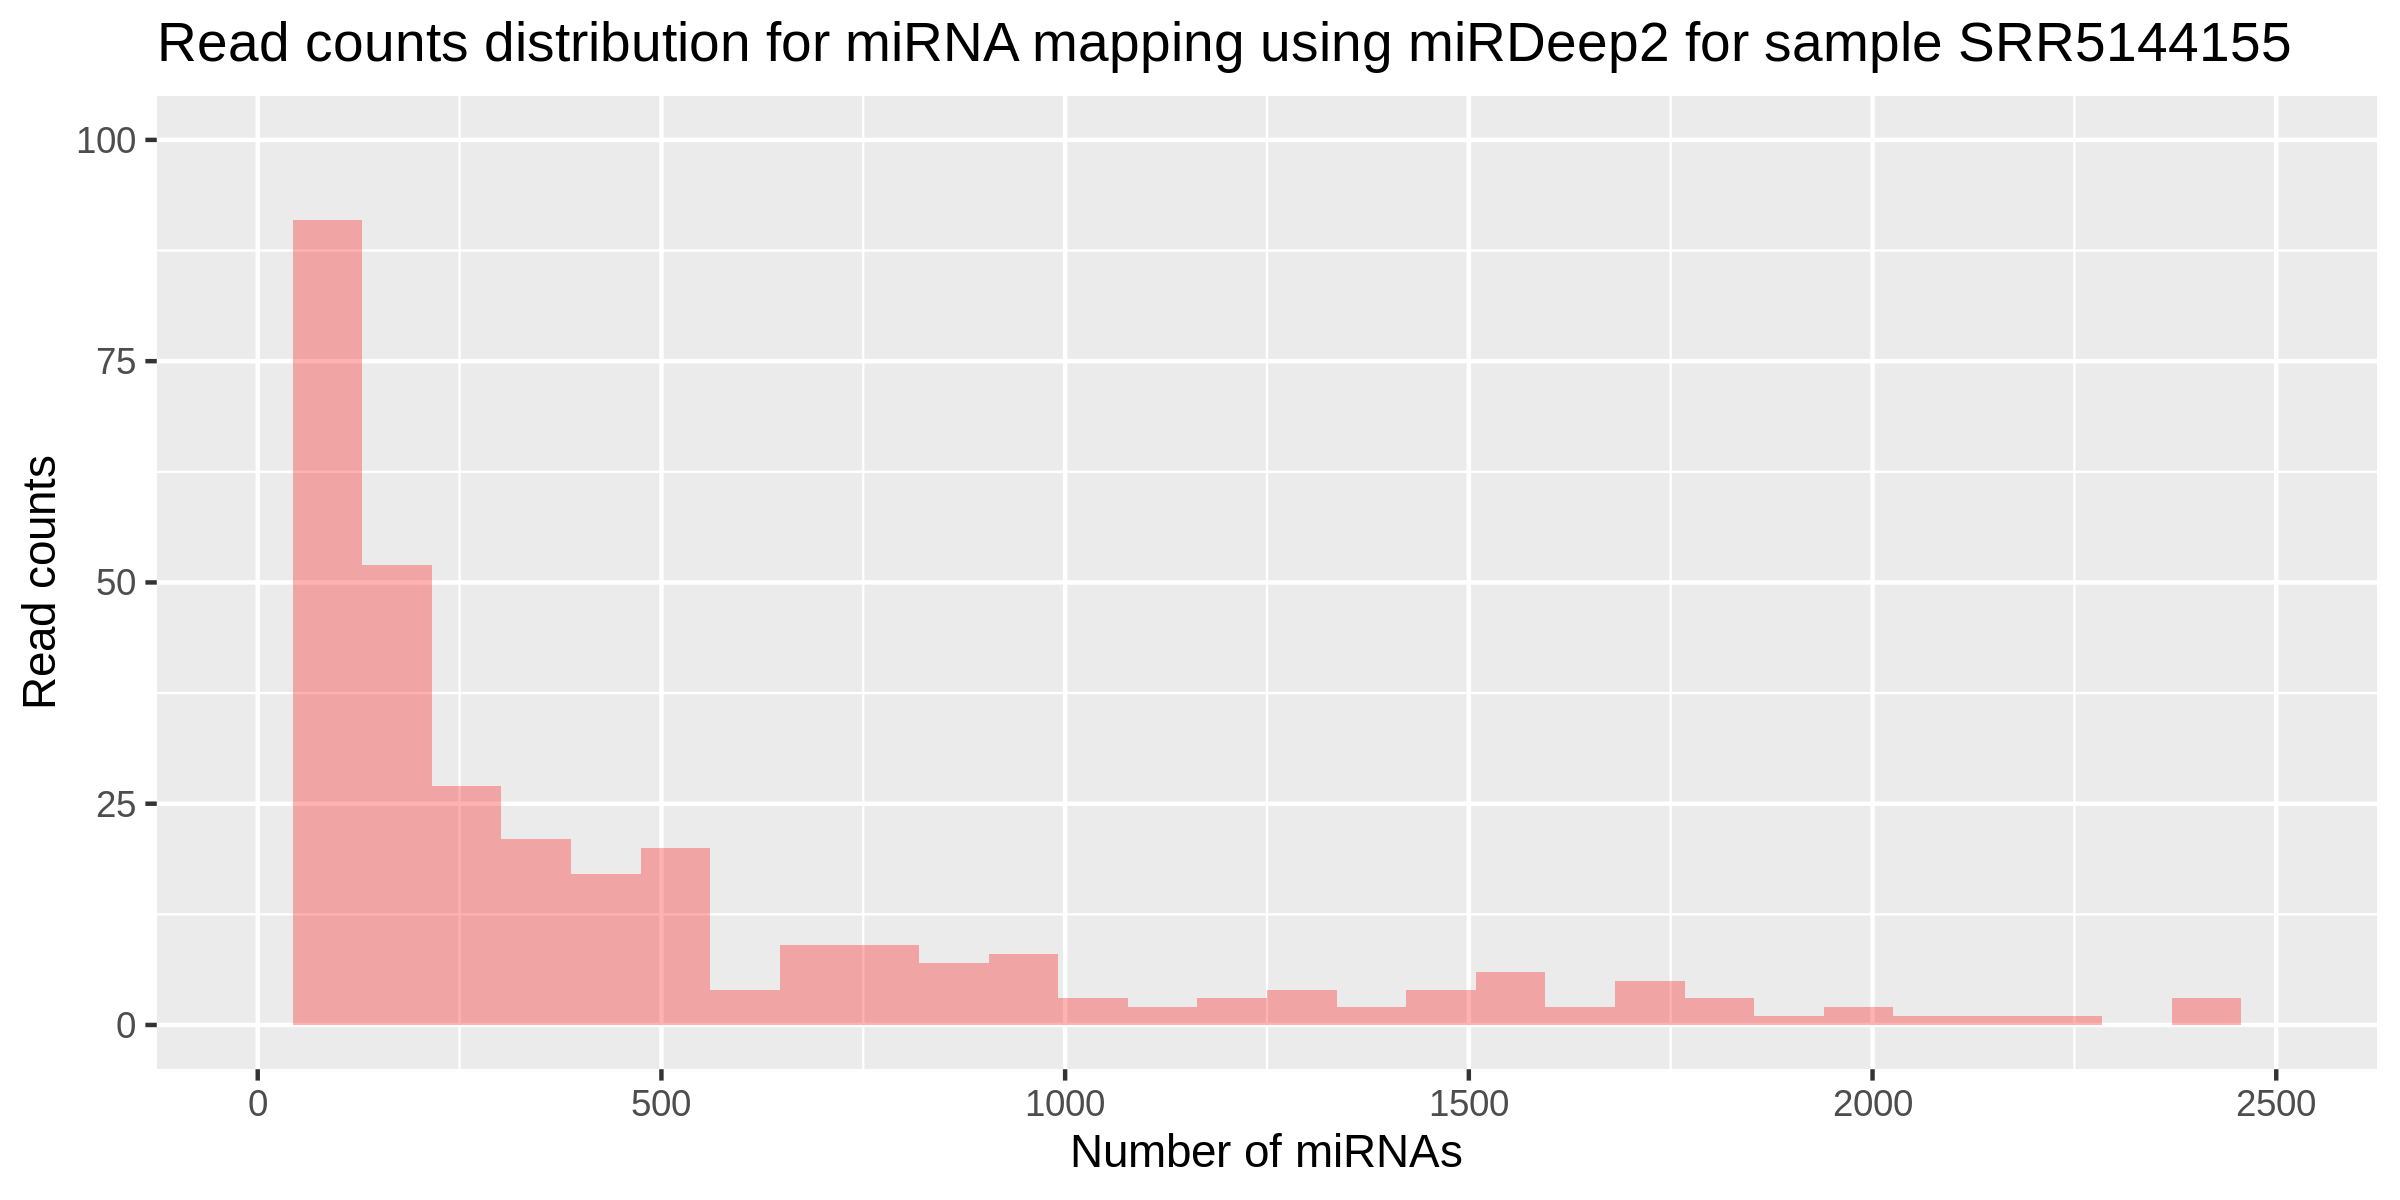 Read counts distribution for miRNA mapping using miRDeep2 for sample SRR5144155
100
75
50
25
0
Read counts
0 500 1000 1500 2000 2500
Number of miRNAs